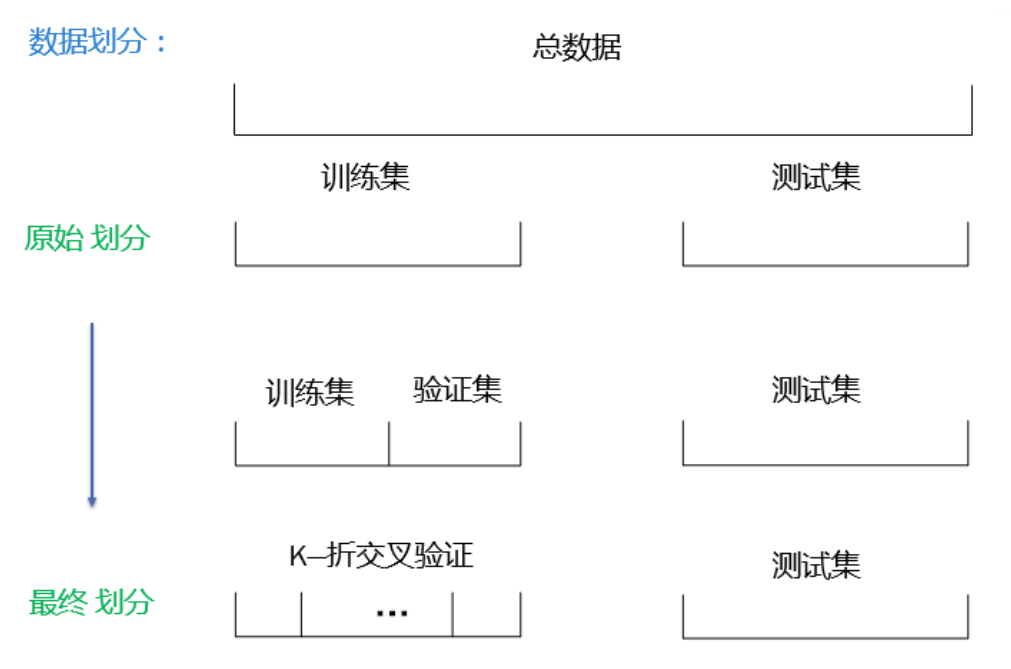 数据划分：
总数据
训练集
测试集
原始 划分
训练集
验证集
测试集
K—折交叉验证
测试集
最终 划分
...